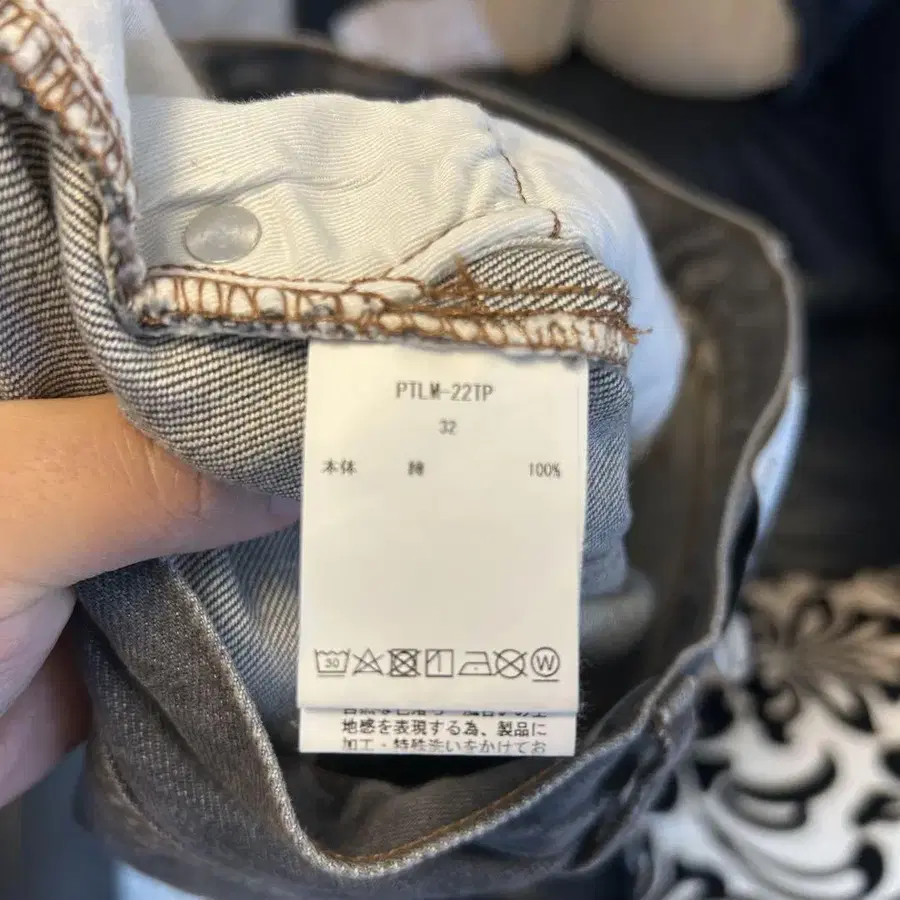 PTLM-22TP
32
本体 綿 100%
30 W
地感を表現する為、製品に
加工・特殊洗いをかけてお